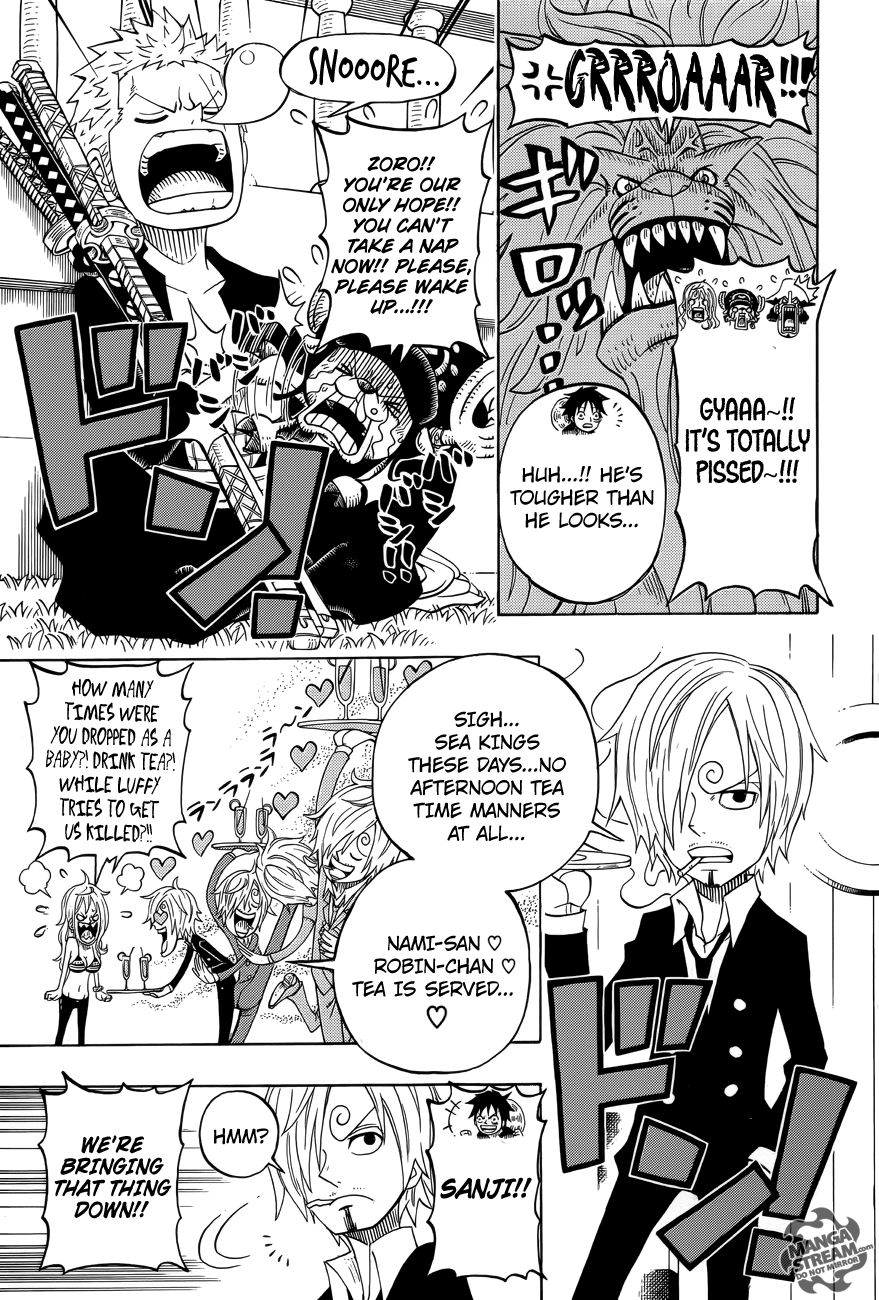 GRRROAAAR!!!
ギロッ....
GYAAA~!!
IT'S TOTALLY
PISSED~!!!
HUH...!! HE'S
TOUGHER THAN
HE LOOKS...
SNOOORE...
ZORO!!
YOU'RE OUR
ONLY HOPE!!
YOU CAN'T
TAKE A NAP
NOW!! PLEASE,
PLEASE WAKE
UP...!!!
ドン!
SIGH...
SEA KINGS
THESE DAYS...NO
AFTERNOON TEA
TIME MANNERS
AT ALL...
ドン!
NAMI-SAN ♡
ROBIN-CHAN ♡
TEA IS SERVED...
♡
HOW MANY
TIMES WERE
YOU DROPPED AS A
BABY?! DRINK TEA?!
WHILE LUFFY
TRIES TO GET
US KILLED?!!
SANJI!!
HMM?
WE'RE
BRINGING
THAT THING
DOWN!!
MANGA
STREAM.com
DO NOT MIRROR!